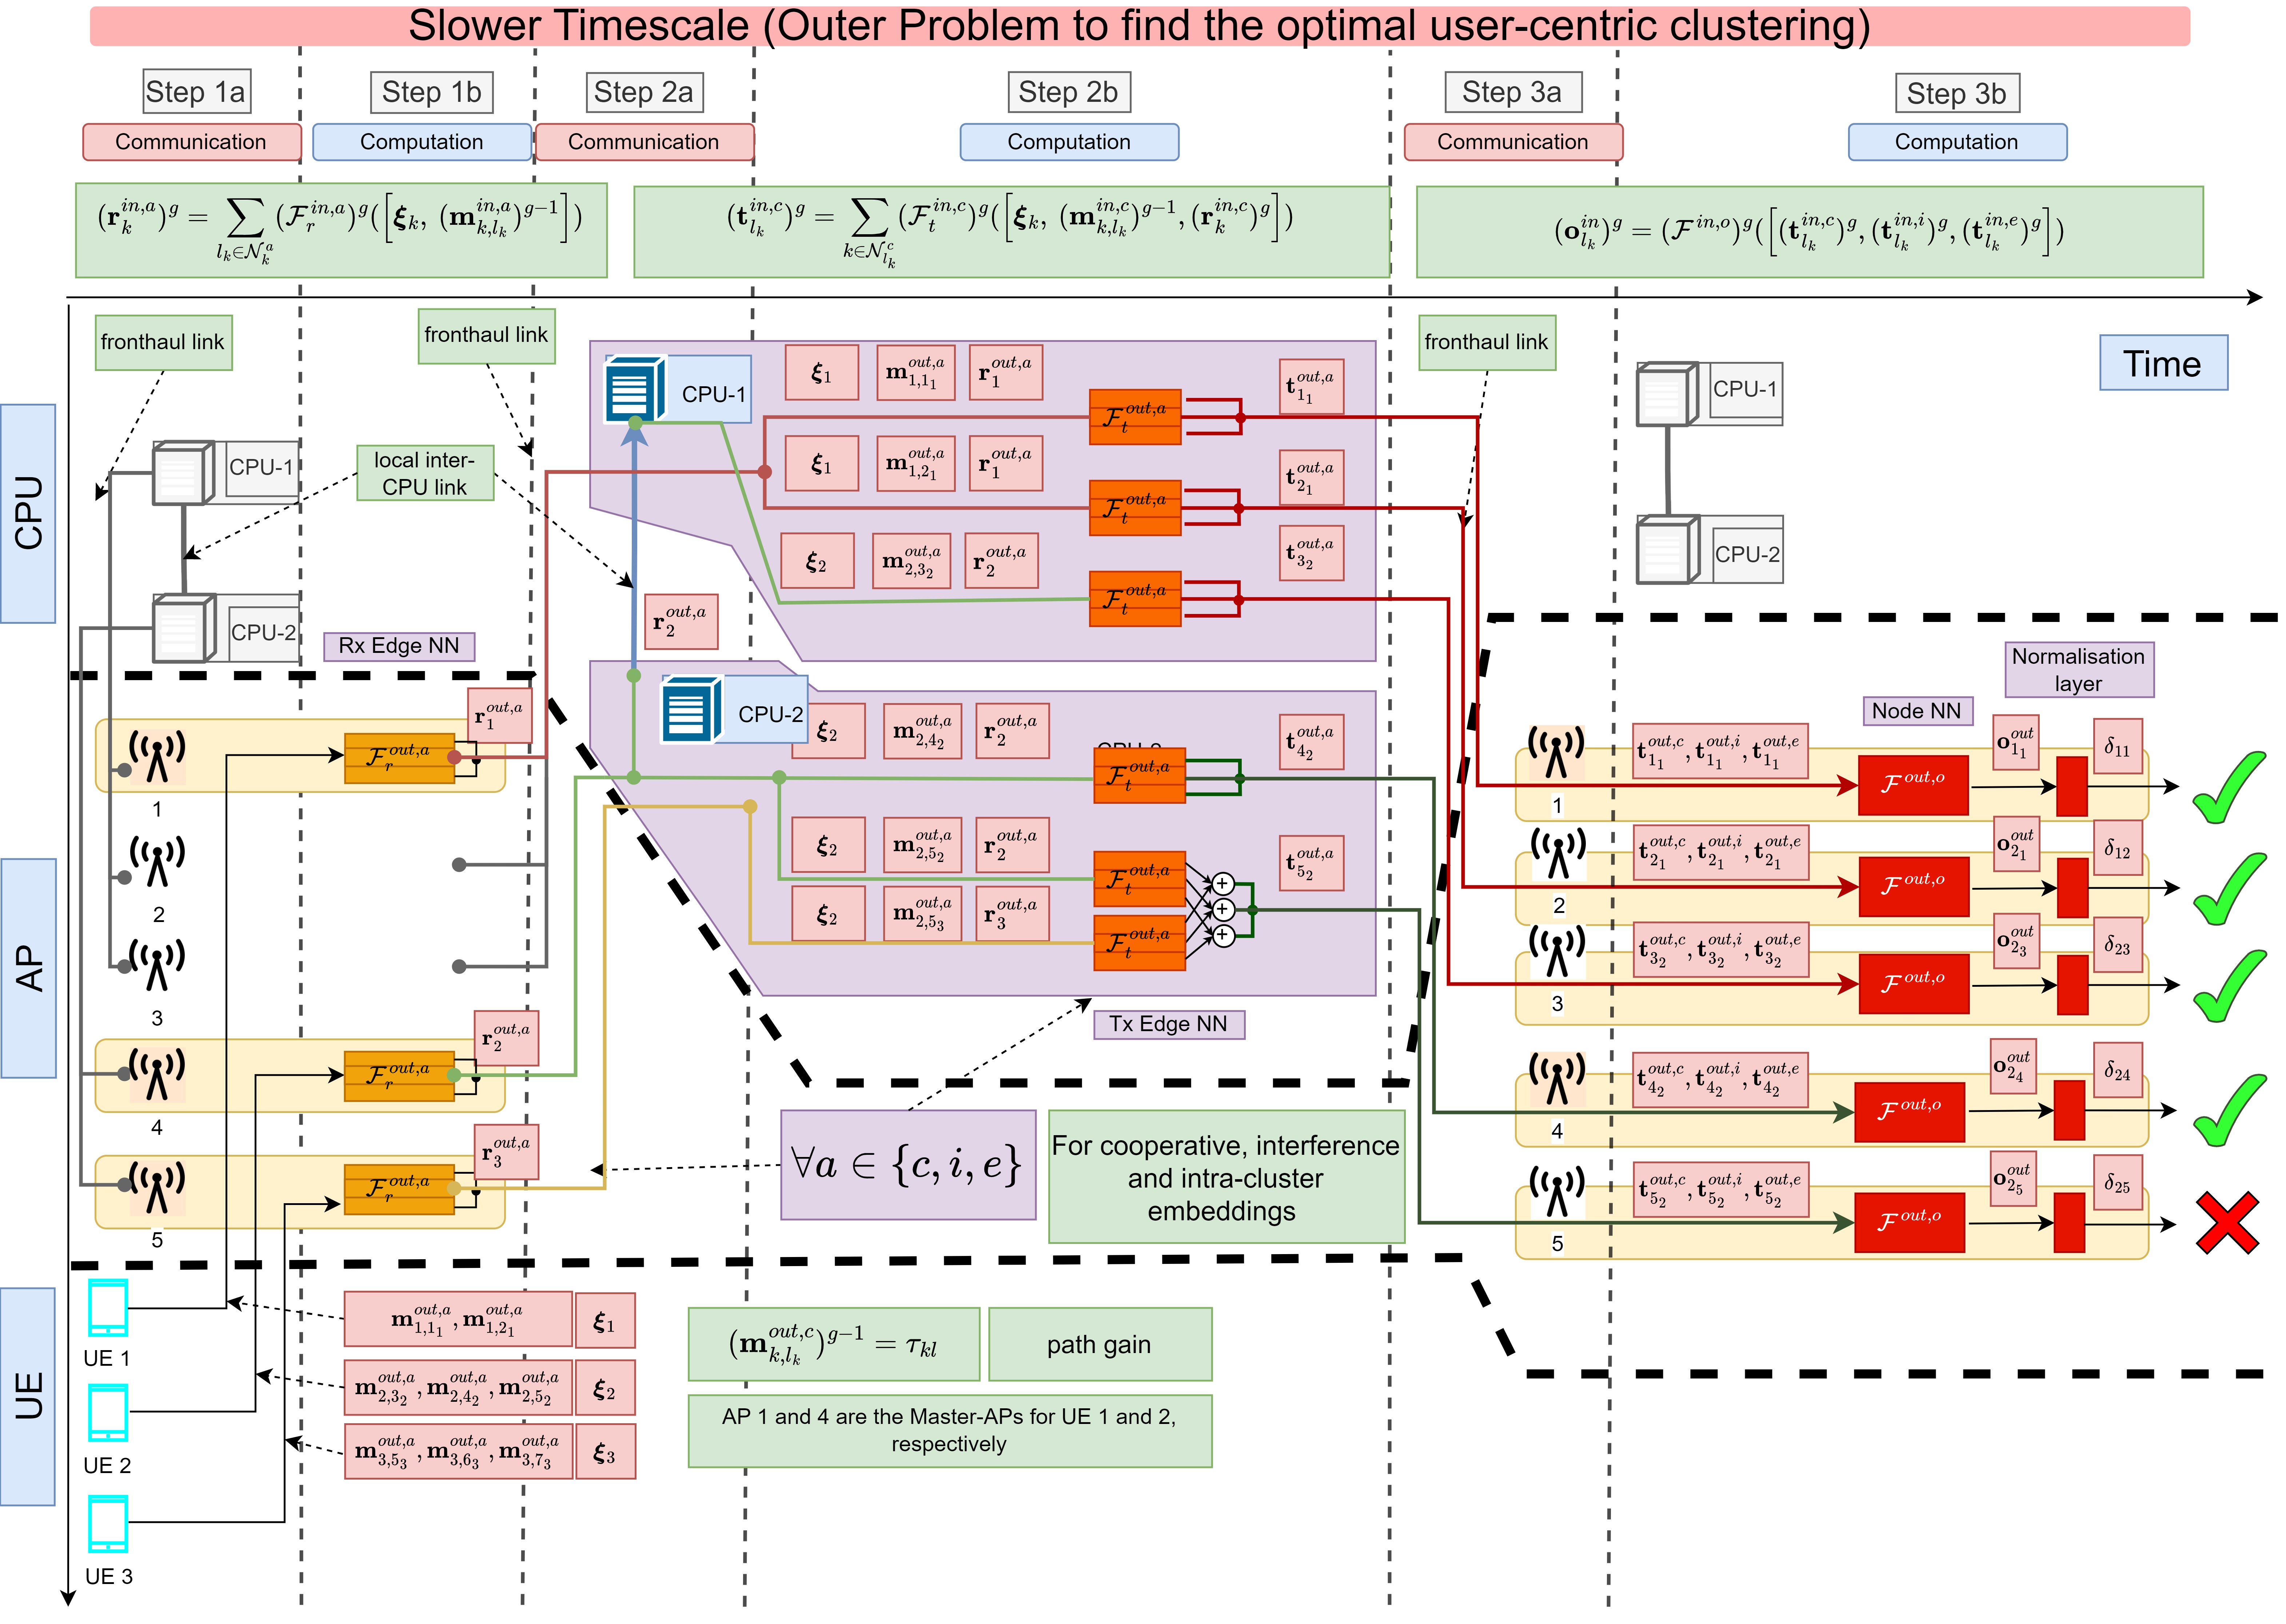 Slower Timescale (Outer Problem to find the optimal user-centric clustering)
Step 1a
Step 1b
Step 2a
Step 2b
Step 3a
Step 3b
Communication
Computation
Communication
Computation
Communication
Computation
$(\mathbf{r}_k^{in,a})^g = \sum_{l_k \in \mathcal{N}_k^a} (\mathcal{F}_r^{in,a})^g([\boldsymbol{\xi}_k, (\mathbf{m}_{k,l_k}^{in,a})^{g-1}])$
$(\mathbf{t}_{l_k}^{in,c})^g = \sum_{k \in \mathcal{N}_{l_k}^c} (\mathcal{F}_t^{in,c})^g([\boldsymbol{\xi}_k, (\mathbf{m}_{k,l_k}^{in,c})^{g-1}, (\mathbf{r}_k^{in,c})^g])$
$(\mathbf{o}_{l_k}^{in})^g = (\mathcal{F}^{in,o})^g([(\mathbf{t}_{l_k}^{in,c})^g, (\mathbf{t}_{l_k}^{in,i})^g, (\mathbf{t}_{l_k}^{in,e})^g])$
Time
CPU
AP
UE
fronthaul link
fronthaul link
fronthaul link
local inter-
CPU link
CPU-1
CPU-2
Rx Edge NN
CPU-1
$\boldsymbol{\xi}_1$ $\mathbf{m}_{1,1_1}^{out,a}$ $\mathbf{r}_1^{out,a}$ $\mathcal{F}_t^{out,a}$ $\mathbf{t}_{1_1}^{out,a}$
$\boldsymbol{\xi}_1$ $\mathbf{m}_{1,2_1}^{out,a}$ $\mathbf{r}_1^{out,a}$ $\mathcal{F}_t^{out,a}$ $\mathbf{t}_{2_1}^{out,a}$
$\boldsymbol{\xi}_2$ $\mathbf{m}_{2,3_2}^{out,a}$ $\mathbf{r}_2^{out,a}$ $\mathcal{F}_t^{out,a}$ $\mathbf{t}_{3_2}^{out,a}$
$\mathbf{r}_2^{out,a}$
CPU-2
$\boldsymbol{\xi}_2$ $\mathbf{m}_{2,4_2}^{out,a}$ $\mathbf{r}_2^{out,a}$ $\mathcal{F}_t^{out,a}$ $\mathbf{t}_{4_2}^{out,a}$
$\boldsymbol{\xi}_2$ $\mathbf{m}_{2,5_2}^{out,a}$ $\mathbf{r}_2^{out,a}$ $\mathcal{F}_t^{out,a}$ $\mathbf{t}_{5_2}^{out,a}$
$\boldsymbol{\xi}_2$ $\mathbf{m}_{2,5_3}^{out,a}$ $\mathbf{r}_3^{out,a}$ $\mathcal{F}_t^{out,a}$
+
+
+
Tx Edge NN
CPU-1
CPU-2
Normalisation
layer
Node NN
1 $\mathcal{F}_r^{out,a}$ $\mathbf{r}_1^{out,a}$
2
3
4 $\mathcal{F}_r^{out,a}$ $\mathbf{r}_2^{out,a}$
5 $\mathcal{F}_r^{out,a}$ $\mathbf{r}_3^{out,a}$
1 $\mathbf{t}_{1_1}^{out,c}, \mathbf{t}_{1_1}^{out,i}, \mathbf{t}_{1_1}^{out,e}$ $\mathcal{F}^{out,o}$ $\mathbf{o}_{1_1}^{out}$ $\delta_{11}$
2 $\mathbf{t}_{2_1}^{out,c}, \mathbf{t}_{2_1}^{out,i}, \mathbf{t}_{2_1}^{out,e}$ $\mathcal{F}^{out,o}$ $\mathbf{o}_{2_1}^{out}$ $\delta_{12}$
3 $\mathbf{t}_{3_2}^{out,c}, \mathbf{t}_{3_2}^{out,i}, \mathbf{t}_{3_2}^{out,e}$ $\mathcal{F}^{out,o}$ $\mathbf{o}_{2_3}^{out}$ $\delta_{23}$
4 $\mathbf{t}_{4_2}^{out,c}, \mathbf{t}_{4_2}^{out,i}, \mathbf{t}_{4_2}^{out,e}$ $\mathcal{F}^{out,o}$ $\mathbf{o}_{2_4}^{out}$ $\delta_{24}$
5 $\mathbf{t}_{5_2}^{out,c}, \mathbf{t}_{5_2}^{out,i}, \mathbf{t}_{5_2}^{out,e}$ $\mathcal{F}^{out,o}$ $\mathbf{o}_{2_5}^{out}$ $\delta_{25}$
$\forall a \in \{c, i, e\}$
For cooperative, interference
and intra-cluster
embeddings
UE 1
UE 2
UE 3
$\mathbf{m}_{1,1_1}^{out,a}, \mathbf{m}_{1,2_1}^{out,a}$ $\boldsymbol{\xi}_1$
$\mathbf{m}_{2,3_2}^{out,a}, \mathbf{m}_{2,4_2}^{out,a}, \mathbf{m}_{2,5_2}^{out,a}$ $\boldsymbol{\xi}_2$
$\mathbf{m}_{3,5_3}^{out,a}, \mathbf{m}_{3,6_3}^{out,a}, \mathbf{m}_{3,7_3}^{out,a}$ $\boldsymbol{\xi}_3$
$(\mathbf{m}_{k,l_k}^{out,c})^{g-1} = \tau_{kl}$
path gain
AP 1 and 4 are the Master-APs for UE 1 and 2,
respectively